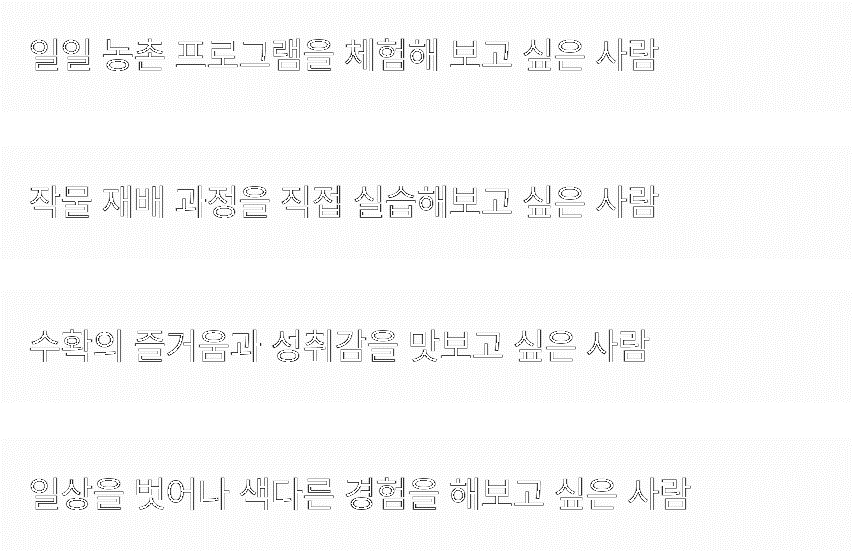 일일 농촌 프로그램을 체험해 보고 싶은 사람
작물 재배 과정을 직접 실습해보고 싶은 사람
수확의 즐거움과 성취감을 맛보고 싶은 사람
일상을 벗어나 색다른 경험을 해보고 싶은 사람